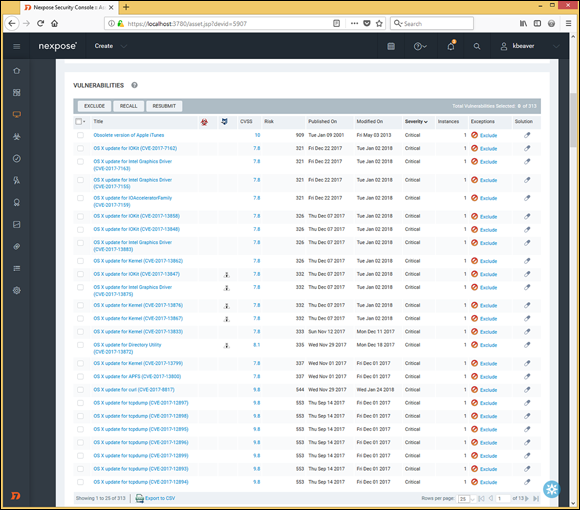 Nexpose Security Console :: As
https://localhost:3780/asset.jsp?devid=5907
Search
nexpose
Create
kbeaver
VULNERABILITIES
EXCLUDE RECALL RESUBMIT Total Vulnerabilities Selected: 0 of 313
Title CVSS Risk Published On Modified On Severity Instances Exceptions Solution
Obsolete version of Apple iTunes 10 909 Tue Jan 09 2001 Fri May 03 2013 Critical 1 Exclude
OS X update for IOKit (CVE-2017-7162) 7.8 321 Fri Dec 22 2017 Tue Jan 02 2018 Critical 1 Exclude
OS X update for Intel Graphics Driver 7.8 321 Fri Dec 22 2017 Tue Jan 02 2018 Critical 1 Exclude
(CVE-2017-7163)
OS X update for Intel Graphics Driver 7.8 321 Fri Dec 22 2017 Tue Jan 02 2018 Critical 1 Exclude
(CVE-2017-7155)
OS X update for IOAcceleratorFamily 7.8 321 Fri Dec 22 2017 Tue Jan 02 2018 Critical 1 Exclude
(CVE-2017-7159)
OS X update for IOKit (CVE-2017-13858) 7.8 326 Thu Dec 07 2017 Tue Jan 02 2018 Critical 1 Exclude
OS X update for IOKit (CVE-2017-13848) 7.8 326 Thu Dec 07 2017 Tue Jan 02 2018 Critical 1 Exclude
OS X update for Intel Graphics Driver 7.8 326 Thu Dec 07 2017 Tue Jan 02 2018 Critical 1 Exclude
(CVE-2017-13883)
OS X update for Kernel (CVE-2017-13862) 7.8 326 Thu Dec 07 2017 Tue Jan 02 2018 Critical 1 Exclude
OS X update for IOKit (CVE-2017-13847) 7.8 332 Thu Dec 07 2017 Tue Jan 02 2018 Critical 1 Exclude
OS X update for Intel Graphics Driver 7.8 332 Thu Dec 07 2017 Tue Jan 02 2018 Critical 1 Exclude
(CVE-2017-13875)
OS X update for Kernel (CVE-2017-13876) 7.8 332 Thu Dec 07 2017 Tue Jan 02 2018 Critical 1 Exclude
OS X update for Kernel (CVE-2017-13867) 7.8 332 Thu Dec 07 2017 Tue Jan 02 2018 Critical 1 Exclude
OS X update for Kernel (CVE-2017-13833) 7.8 333 Sun Nov 12 2017 Mon Dec 11 2017 Critical 1 Exclude
OS X update for Directory Utility 8.1 335 Wed Nov 29 2017 Mon Dec 18 2017 Critical 1 Exclude
(CVE-2017-13872)
OS X update for Kernel (CVE-2017-13799) 7.8 337 Wed Nov 01 2017 Fri Dec 01 2017 Critical 1 Exclude
OS X update for APFS (CVE-2017-13800) 7.8 337 Wed Nov 01 2017 Fri Dec 01 2017 Critical 1 Exclude
OS X update for curl (CVE-2017-8817) 9.8 544 Wed Nov 29 2017 Wed Jan 24 2018 Critical 1 Exclude
OS X update for tcpdump (CVE-2017-12897) 9.8 553 Thu Sep 14 2017 Fri Dec 01 2017 Critical 1 Exclude
OS X update for tcpdump (CVE-2017-12898) 9.8 553 Thu Sep 14 2017 Fri Dec 01 2017 Critical 1 Exclude
OS X update for tcpdump (CVE-2017-12895) 9.8 553 Thu Sep 14 2017 Fri Dec 01 2017 Critical 1 Exclude
OS X update for tcpdump (CVE-2017-12896) 9.8 553 Thu Sep 14 2017 Fri Dec 01 2017 Critical 1 Exclude
OS X update for tcpdump (CVE-2017-12899) 9.8 553 Thu Sep 14 2017 Fri Dec 01 2017 Critical 1 Exclude
OS X update for tcpdump (CVE-2017-12893) 9.8 553 Thu Sep 14 2017 Fri Dec 01 2017 Critical 1 Exclude
OS X update for tcpdump (CVE-2017-12894) 9.8 553 Thu Sep 14 2017 Fri Dec 01 2017 Critical 1 Exclude
Showing 1 to 25 of 313 Export to CSV Rows per page: 25 1 of 13